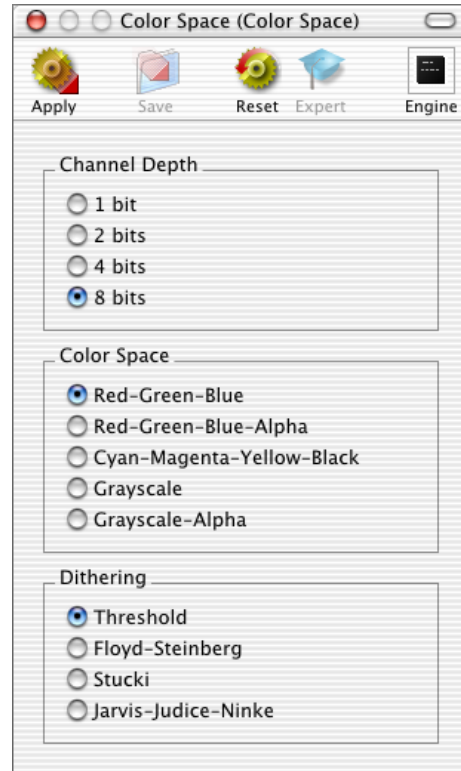 Color Space (Color Space)
Apply Save Reset Expert Engine
Channel Depth
1 bit
2 bits
4 bits
8 bits
Color Space
Red-Green-Blue
Red-Green-Blue-Alpha
Cyan-Magenta-Yellow-Black
Grayscale
Grayscale-Alpha
Dithering
Threshold
Floyd-Steinberg
Stucki
Jarvis-Judice-Ninke